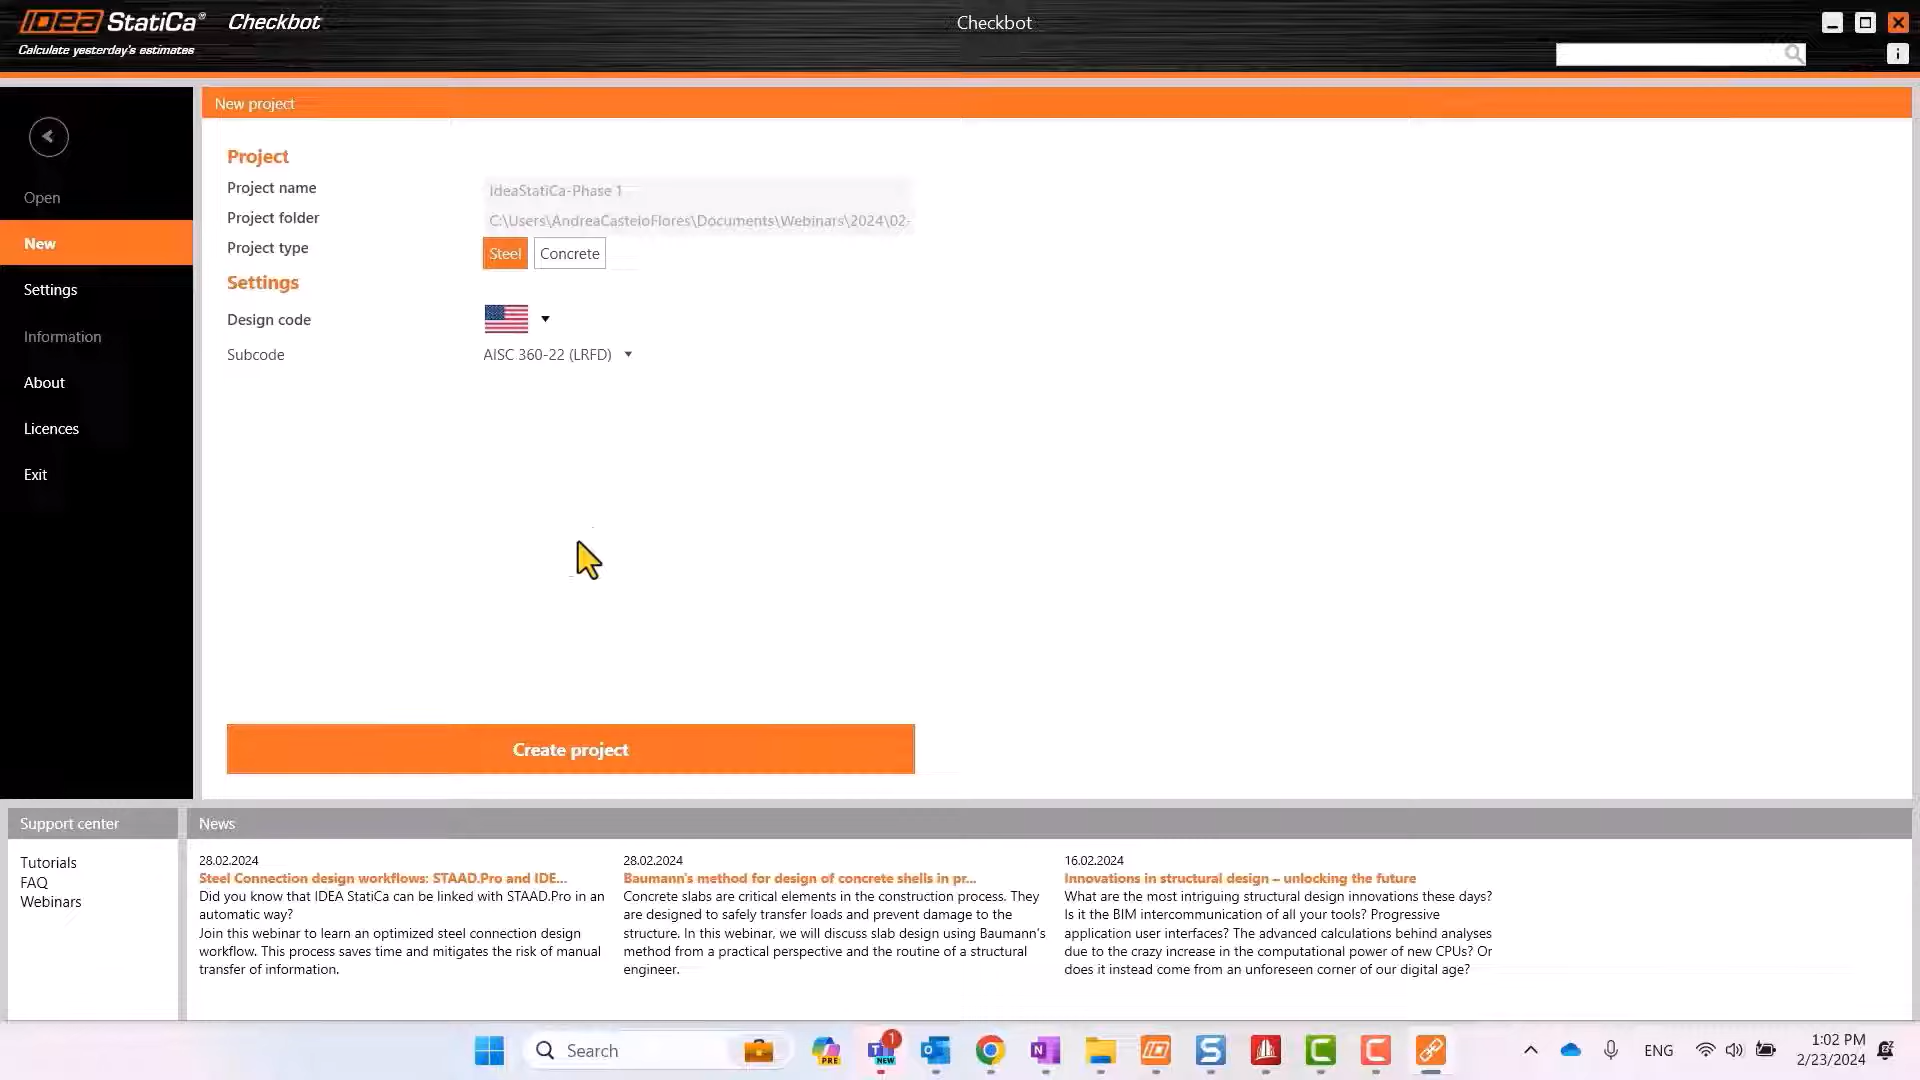 IDEA StatiCa® Checkbot
Calculate yesterday's estimates
Checkbot
i
New project
Open
New
Settings
Information
About
Licences
Exit
Project
Project name
IdeaStatiCa-Phase 1
Project folder
C:\Users\AndreaCasteloFlores\Documents\Webinars\2024\02-
Project type
Steel
Concrete
Settings
Design code
Subcode
AISC 360-22 (LRFD)
Create project
Support center
Tutorials
FAQ
Webinars
News
28.02.2024
Steel Connection design workflows: STAAD.Pro and IDE...
Did you know that IDEA StatiCa can be linked with STAAD.Pro in an
automatic way?
Join this webinar to learn an optimized steel connection design
workflow. This process saves time and mitigates the risk of manual
transfer of information.
28.02.2024
Baumann's method for design of concrete shells in pr...
Concrete slabs are critical elements in the construction process. They
are designed to safely transfer loads and prevent damage to the
structure. In this webinar, we will discuss slab design using Baumann's
method from a practical perspective and the routine of a structural
engineer.
16.02.2024
Innovations in structural design – unlocking the future
What are the most intriguing structural design innovations these days?
Is it the BIM intercommunication of all your tools? Progressive
application user interfaces? The advanced calculations behind analyses
due to the crazy increase in the computational power of new CPUs? Or
does it instead come from an unforeseen corner of our digital age?
Search
PRE
NEW
1
ENG
1:02 PM
2/23/2024